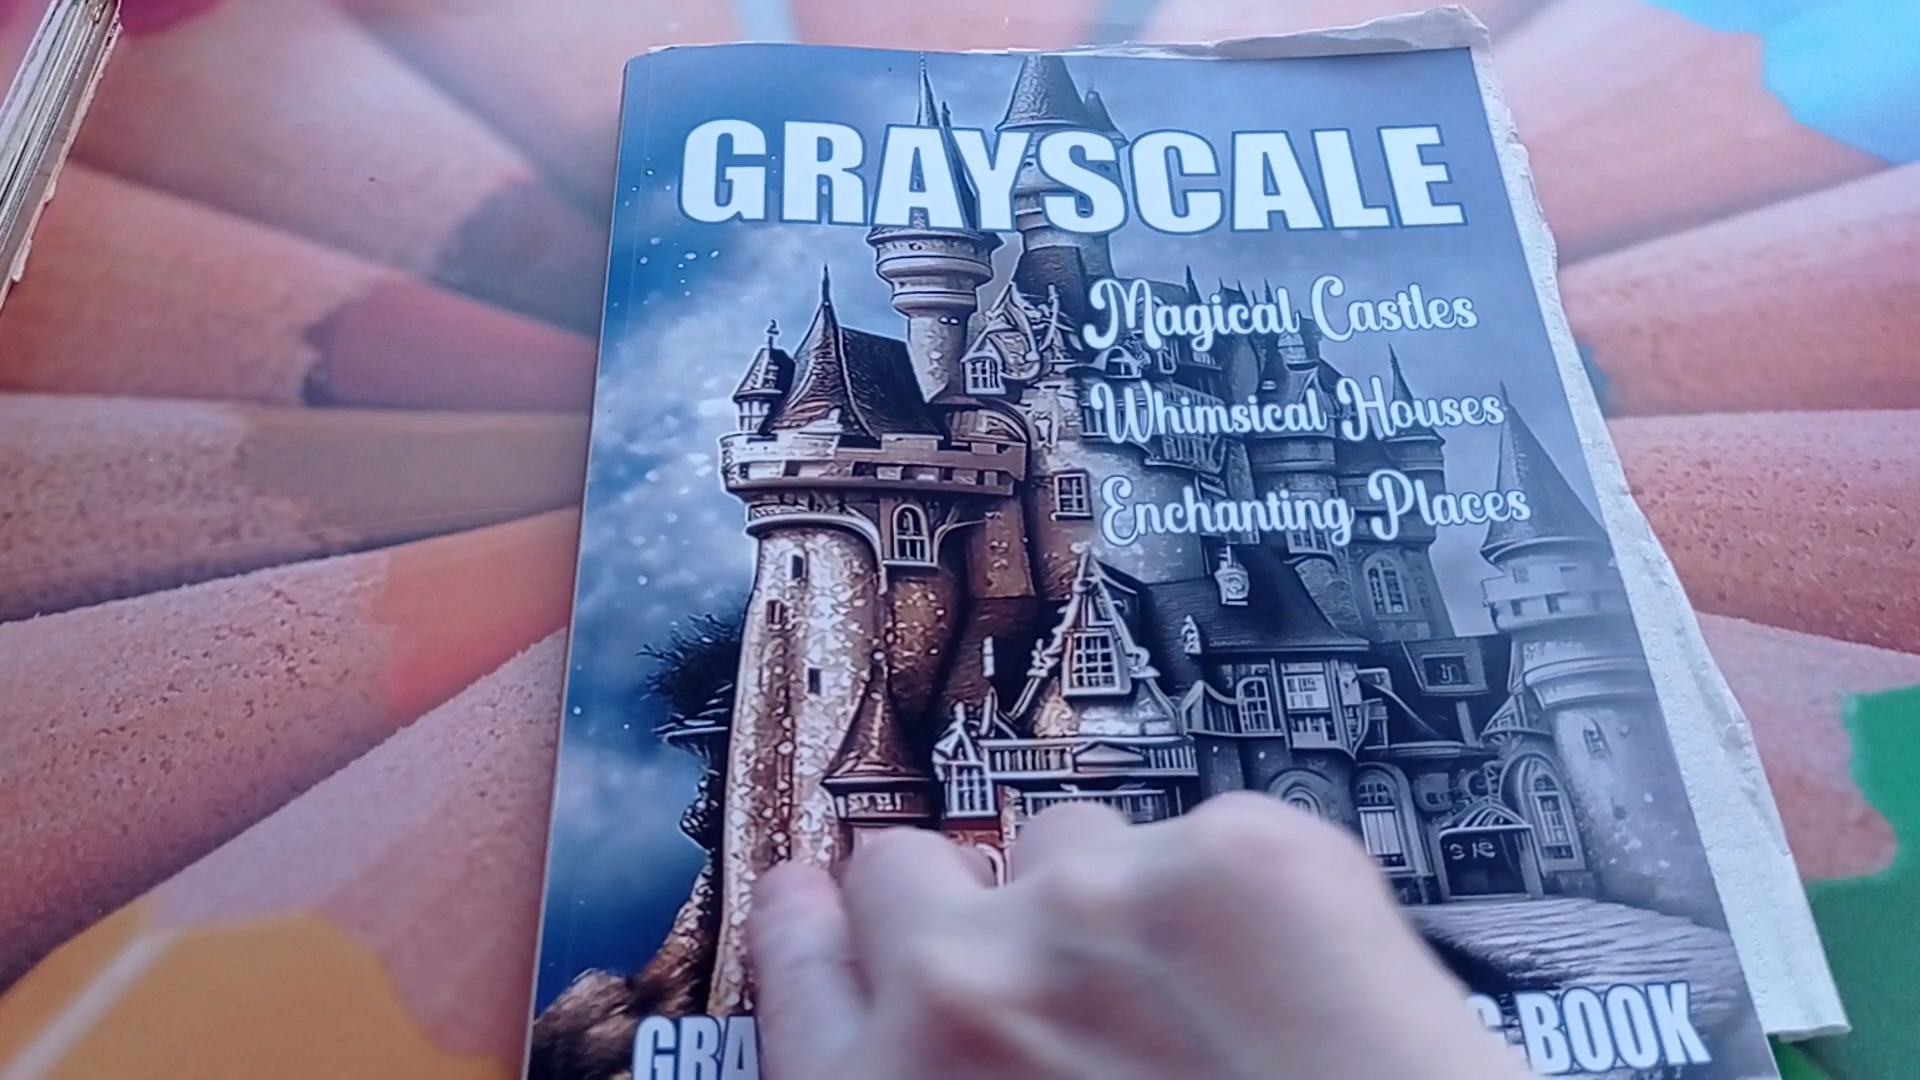 GRAYSCALE
Magical Castles
Whimsical Houses
Enchanting Places
BOOK